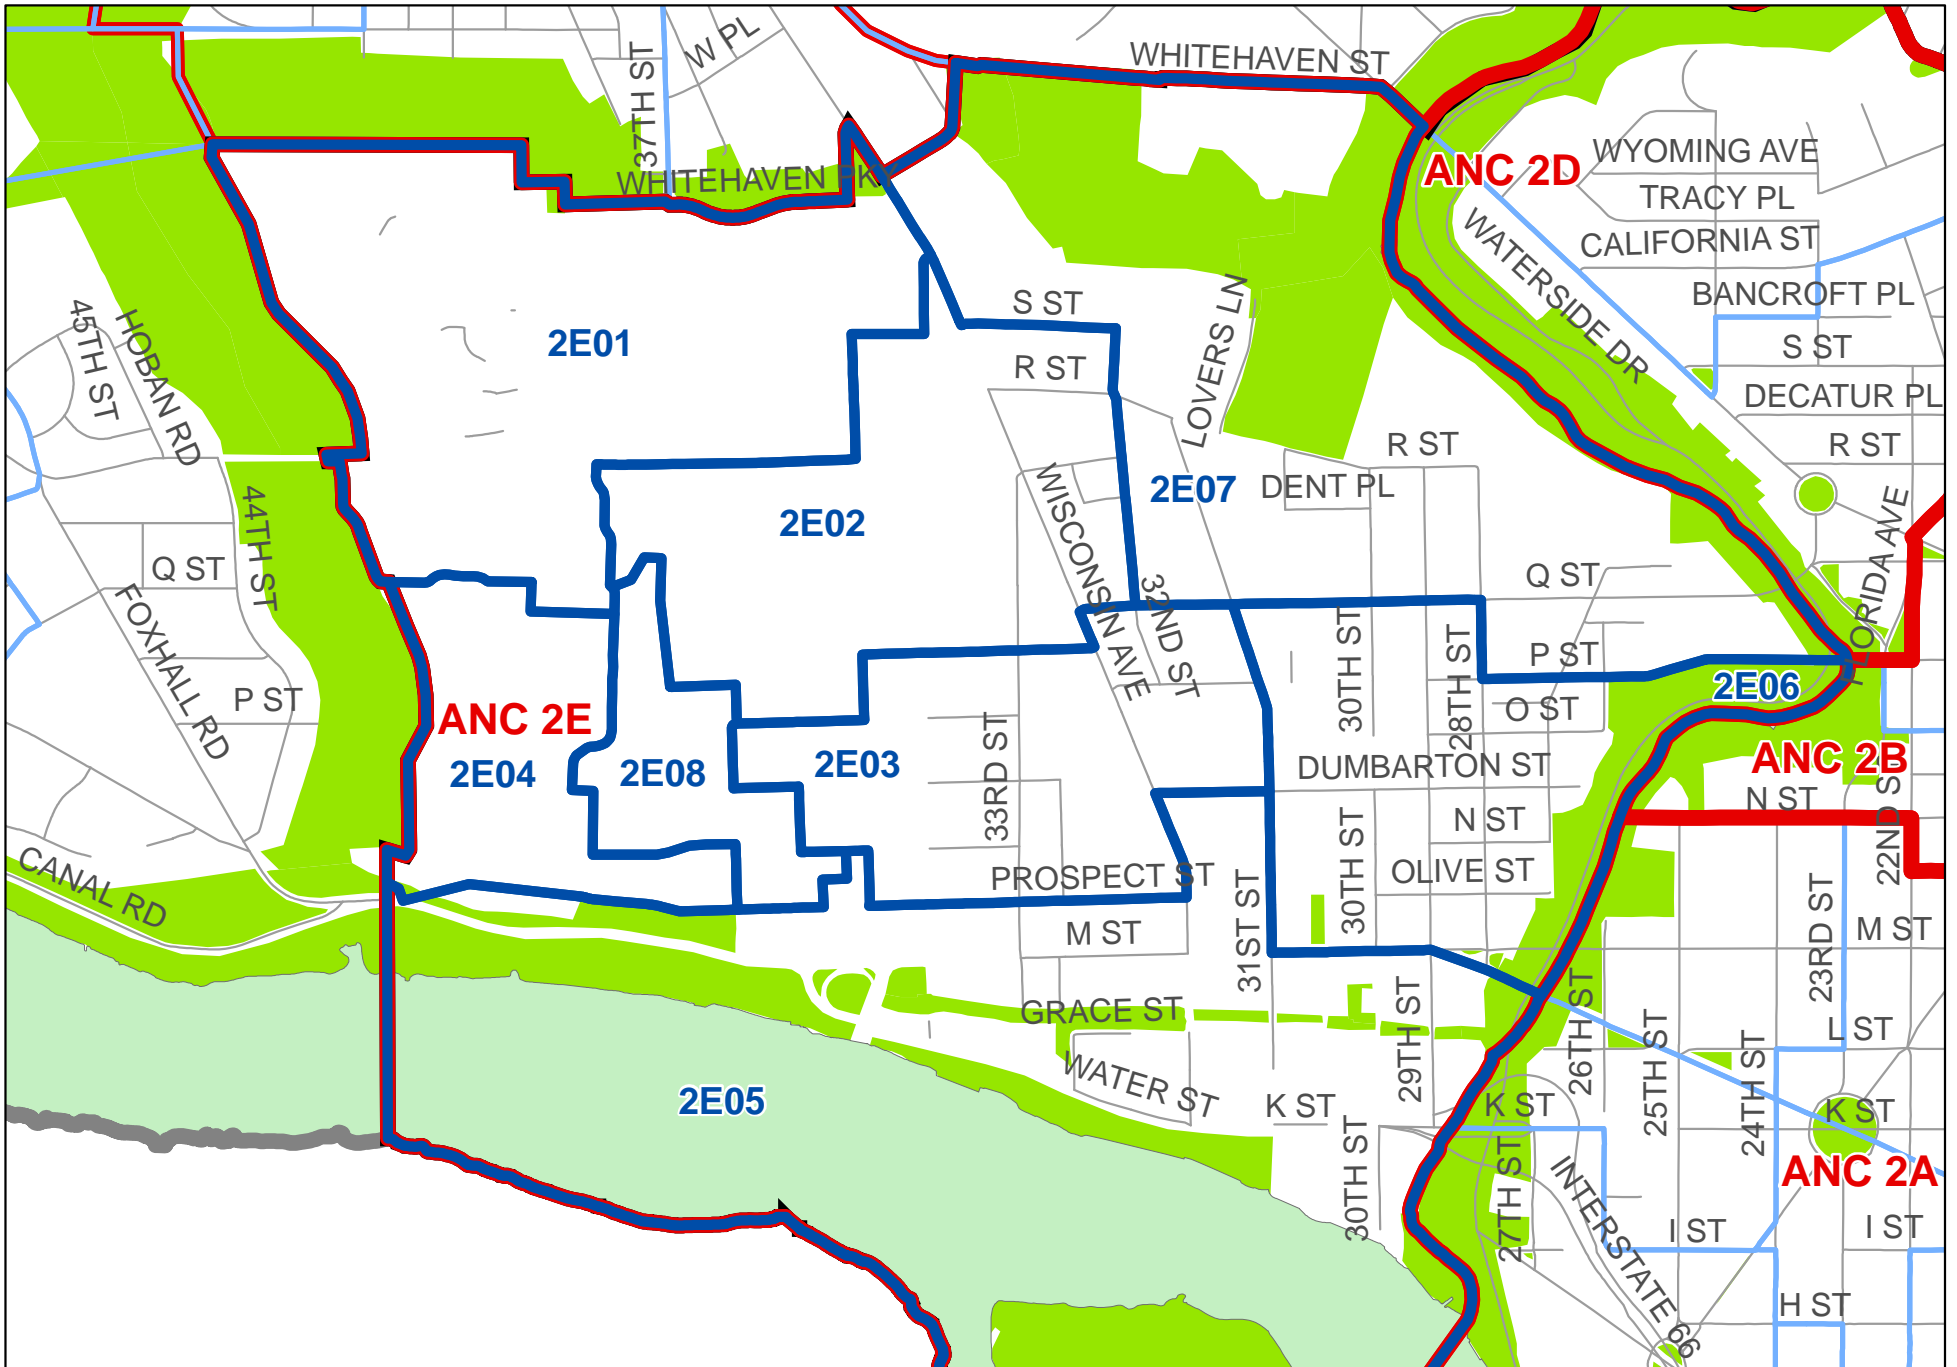 37TH ST
W PL
WHITEHAVEN ST
WHITEHAVEN PKY
ANC 2D
WYOMING AVE
TRACY PL
CALIFORNIA ST
WATERSIDE DR
BANCROFT PL
S ST
DECATUR PL
R ST
45TH ST
HOBAN RD
2E01
S ST
R ST
LOVERS LN
R ST
DENT PL
2E07
WISCONSIN AVE
2E02
44TH ST
Q ST
FOXHALL RD
P ST
32ND ST
Q ST
P ST
O ST
30TH ST
28TH ST
FLORIDA AVE
2E06
ANC 2E
2E04
2E08
2E03
33RD ST
DUMBARTON ST
N ST
OLIVE ST
ANC 2B
N ST
22ND ST
PROSPECT ST
31ST ST
30TH ST
CANAL RD
M ST
23RD ST
M ST
GRACE ST
29TH ST
26TH ST
25TH ST
24TH ST
L ST
2E05
WATER ST
K ST
K ST
K ST
30TH ST
27TH ST
INTERSTATE 66
ANC 2A
I ST
I ST
H ST